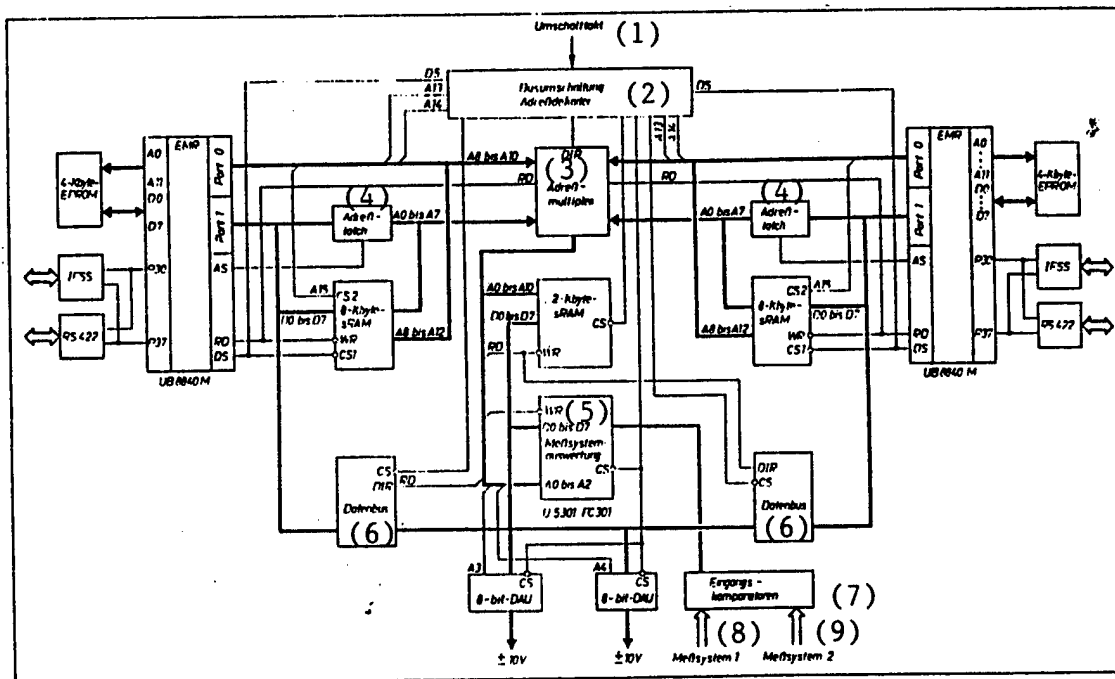 Umschalttakt (1)
DS
A13
A14
Busumschaltung
Adreßdekoder (2)
DS
A13
A14
A0
A11
D0
D7
P30
P37
EMR
Port 0
Port 1
AS
RD
DS
UB 8840 M
4-Kbyte-
EPROM
IFSS
RS 422
A8 bis A10
RD
A0 bis A7
(4)
Adreß-
latch
DIR
(3)
Adreß-
multiplex
RD
A0 bis A7
(4)
Adreß-
latch
Port 0
Port 1
AS
RD
DS
EMR
A0
A11
D0
D7
P30
P37
UB 8840 M
4-Kbyte-
EPROM
IFSS
RS 422
A15
CS2
8-Kbyte-
sRAM
WR
CS1
D0 bis D7
A8 bis A12
A0 bis A10
D0 bis D7
RD
2-Kbyte-
sRAM
CS
WR
CS2
A15
8-Kbyte-
sRAM
D0 bis D7
WR
CS1
A8 bis A12
WR (5)
D0 bis D7
Meßsystem-
auswertung
CS
A0 bis A2
U 5301 FC301
CS
DIR
RD
Datenbus
(6)
DIR
CS
Datenbus
(6)
A3
CS
8-bit-DAU
A4
CS
8-bit-DAU
Eingangs-
komparatoren (7)
(8)
(9)
± 10V
± 10V
Meßsystem 1
Meßsystem 2